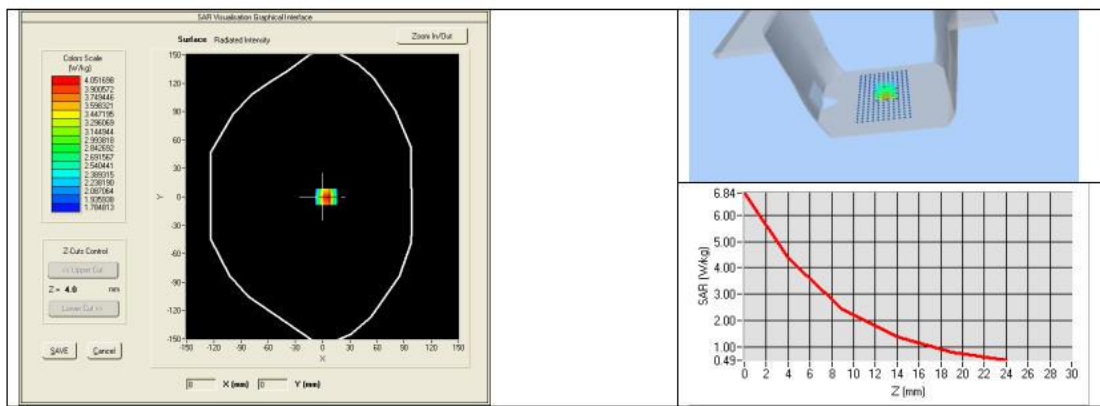 SAR Visualisation Graphical Interface
Surface Radiated Intensity
Zoom In/Out
Colors Scale
(W/kg)
4.051698
3.900572
3.749446
3.598321
3.447195
3.296069
3.144944
2.993818
2.842692
2.691567
2.540441
2.389315
2.238190
2.087064
1.935938
1.784813
Z-Cuts Control
<< Upper Cut
Z = 4.0 mm
Lower Cut >>
SAVE
Cancel
150
120
90
60
30
0
-30
-60
-90
-120
-150
Y
-150 -120 -90 -60 -30 0 30 60 90 120 150
X
0 X (mm) 0 Y (mm)
6.84
6.00
5.00
4.00
3.00
2.00
1.00
0.49
SAR (W/kg)
0 2 4 6 8 10 12 14 16 18 20 22 24 26 28 30
Z (mm)